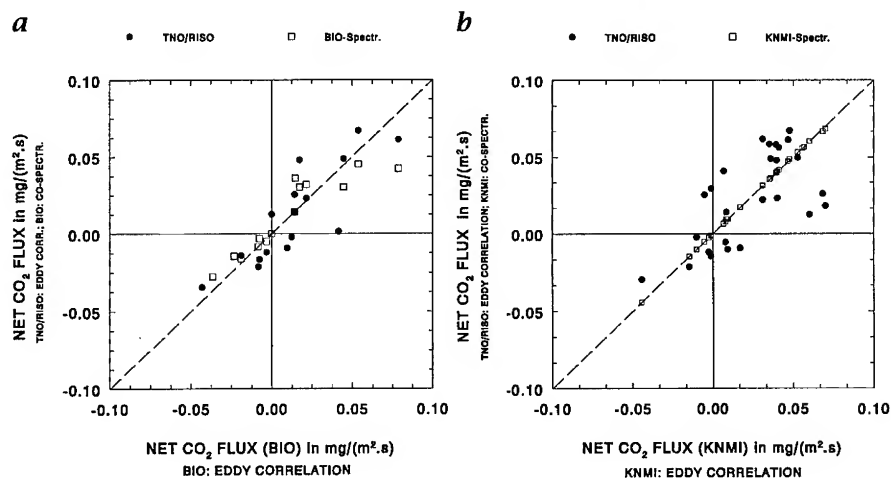 a
TNO/RISO
BIO-Spectr.
NET CO₂ FLUX in mg/(m².s)
TNO/RISO: EDDY CORR.; BIO: CO-SPECTR.
0.10
0.05
0.00
-0.05
-0.10
-0.10
-0.05
0.00
0.05
0.10
NET CO₂ FLUX (BIO) in mg/(m².s)
BIO: EDDY CORRELATION
b
TNO/RISO
KNMI-Spectr.
NET CO₂ FLUX in mg/(m².s)
TNO/RISO: EDDY CORRELATION; KNMI: CO-SPECTR.
0.10
0.05
0.00
-0.05
-0.10
-0.10
-0.05
0.00
0.05
0.10
NET CO₂ FLUX (KNMI) in mg/(m².s)
KNMI: EDDY CORRELATION